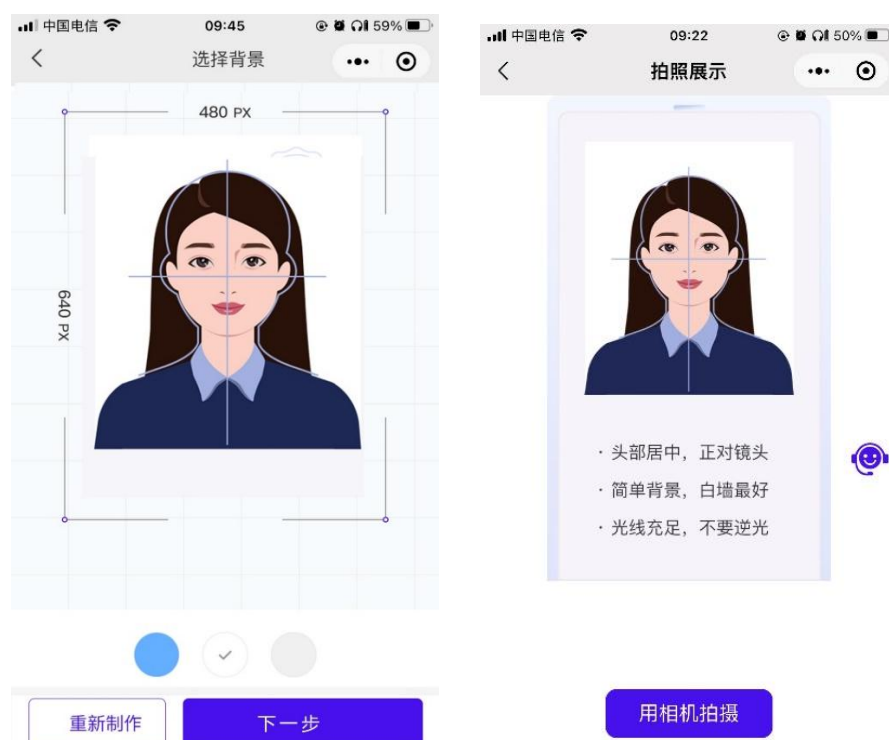 中国电信 09:45 59%
选择背景
480 PX
640 PX
重新制作
下一步
中国电信 09:22 50%
拍照展示
· 头部居中，正对镜头
· 简单背景，白墙最好
· 光线充足，不要逆光
用相机拍摄